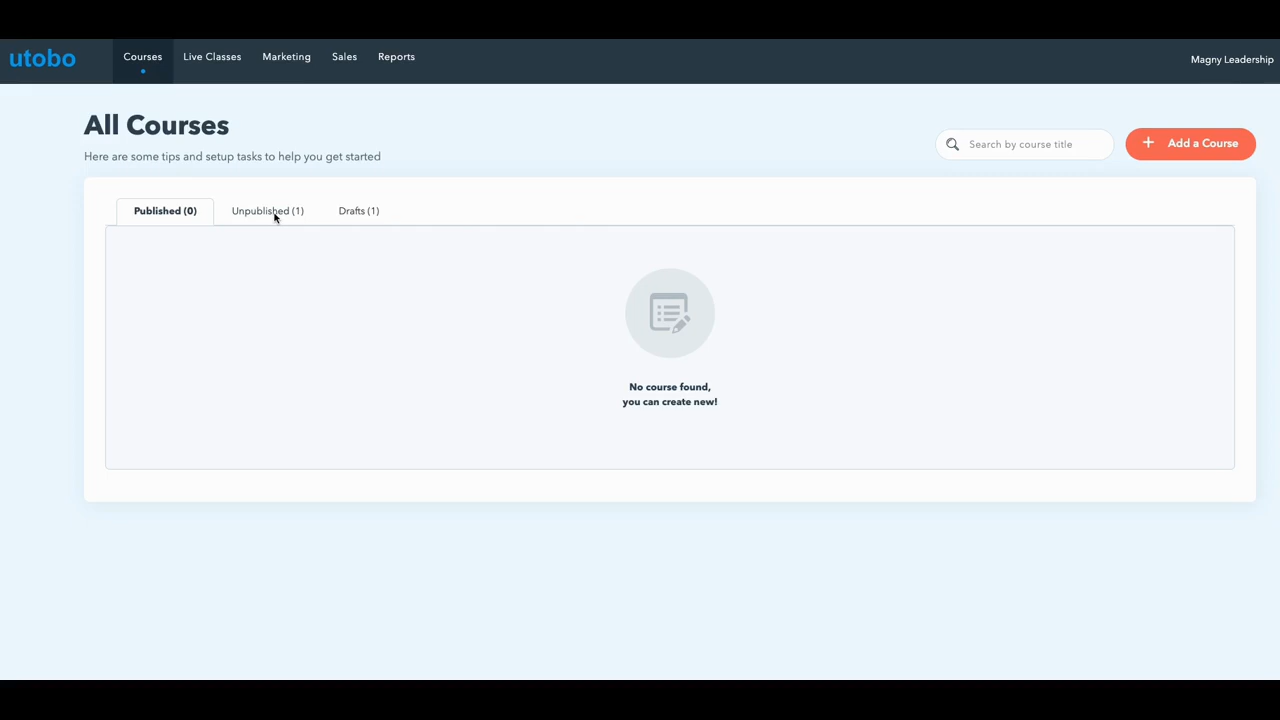 utobo
Courses
Live Classes
Marketing
Sales
Reports
Magny Leadership
All Courses
Here are some tips and setup tasks to help you get started
Search by course title
+ Add a Course
Published (0)
Unpublished (1)
Drafts (1)
No course found,
you can create new!